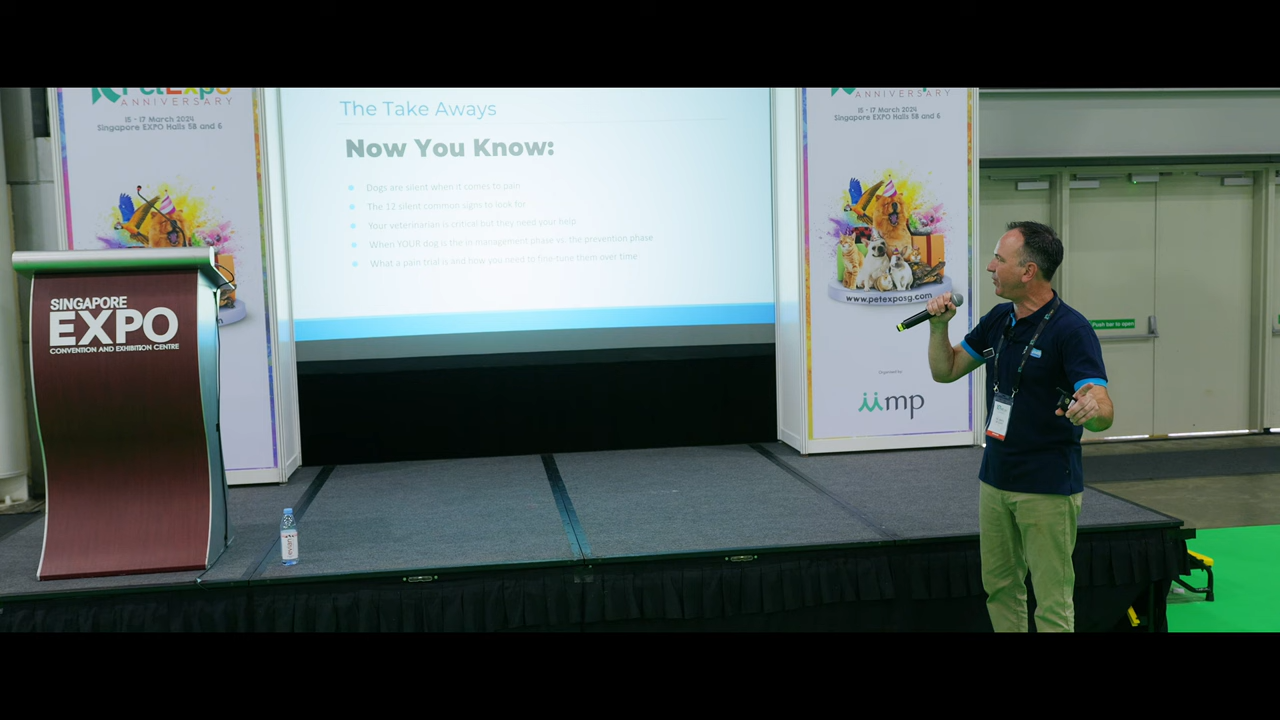 PetExpo
ANNIVERSARY
15 - 17 March 2024
Singapore EXPO Halls 5B and 6
SINGAPORE
EXPO
CONVENTION AND EXHIBITION CENTRE
The Take Aways
Now You Know:
Dogs are silent when it comes to pain
The 12 silent common signs to look for
Your veterinarian is critical but they need your help
When YOUR dog is the is management phase vs. the prevention phase
What a pain trial is and how you need to fine-tune them over time
ANNIVERSARY
15 - 17 March 2024
Singapore EXPO Halls 5B and 6
www.petexposg.com
Organised by:
iimp
Push bar to open